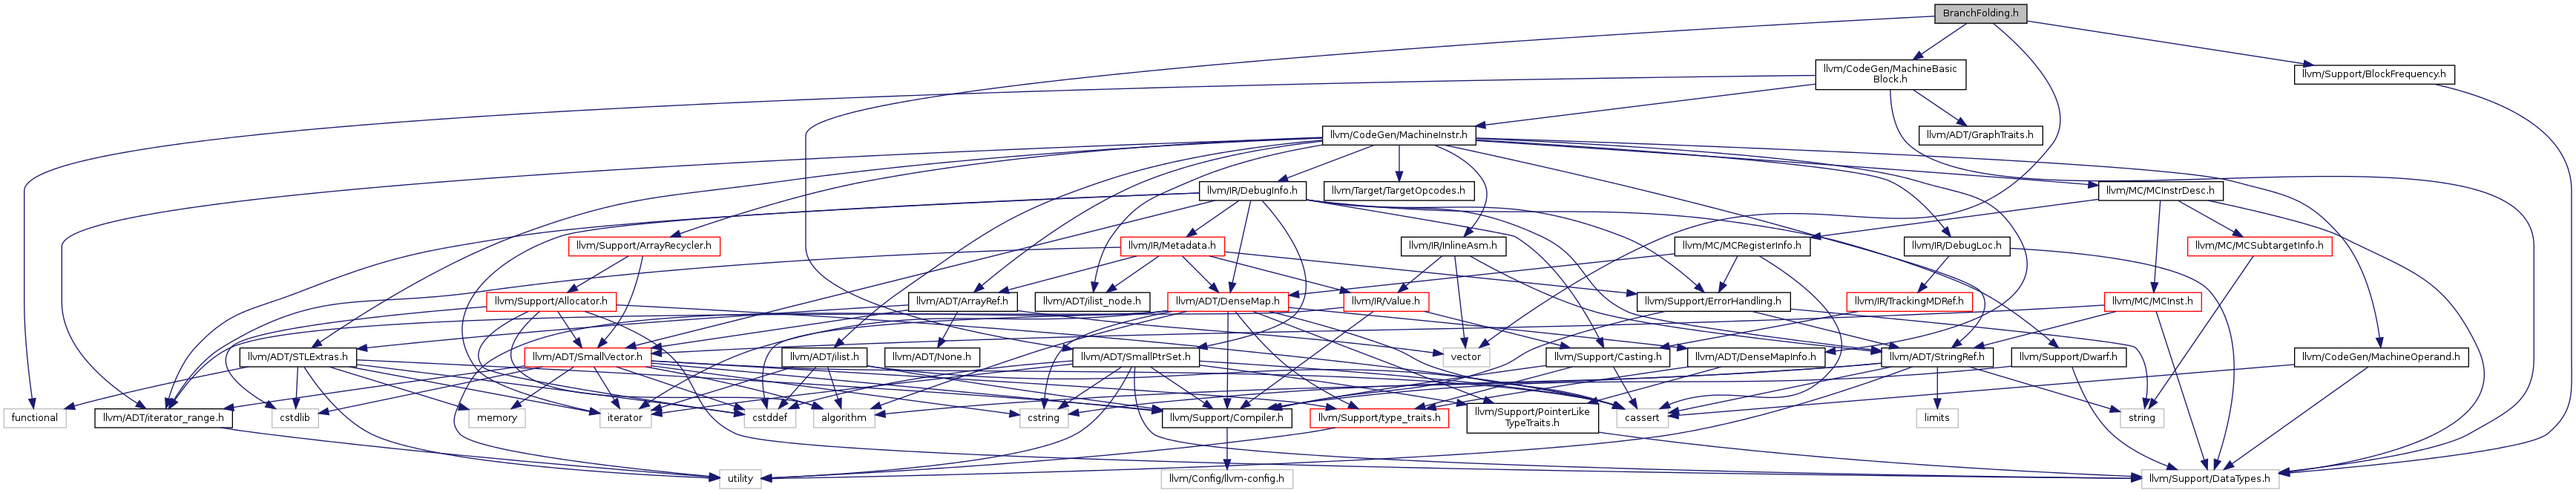 BranchFolding.h
llvm/CodeGen/MachineBasic
Block.h
llvm/Support/BlockFrequency.h
llvm/CodeGen/MachineInstr.h
llvm/ADT/GraphTraits.h
llvm/IR/DebugInfo.h
llvm/Target/TargetOpcodes.h
llvm/MC/MCInstrDesc.h
llvm/Support/ArrayRecycler.h
llvm/IR/Metadata.h
llvm/IR/InlineAsm.h
llvm/MC/MCRegisterInfo.h
llvm/IR/DebugLoc.h
llvm/MC/MCSubtargetInfo.h
llvm/Support/Allocator.h
llvm/ADT/ArrayRef.h
llvm/ADT/ilist_node.h
llvm/ADT/DenseMap.h
llvm/IR/Value.h
llvm/Support/ErrorHandling.h
llvm/IR/TrackingMDRef.h
llvm/MC/MCInst.h
llvm/ADT/STLExtras.h
llvm/ADT/SmallVector.h
llvm/ADT/ilist.h
llvm/ADT/None.h
llvm/ADT/SmallPtrSet.h
vector
llvm/Support/Casting.h
llvm/ADT/DenseMapInfo.h
llvm/ADT/StringRef.h
llvm/Support/Dwarf.h
llvm/CodeGen/MachineOperand.h
functional
llvm/ADT/iterator_range.h
cstdlib
memory
iterator
cstddef
algorithm
cstring
llvm/Support/Compiler.h
llvm/Support/type_traits.h
llvm/Support/PointerLike
TypeTraits.h
cassert
limits
string
utility
llvm/Config/llvm-config.h
llvm/Support/DataTypes.h